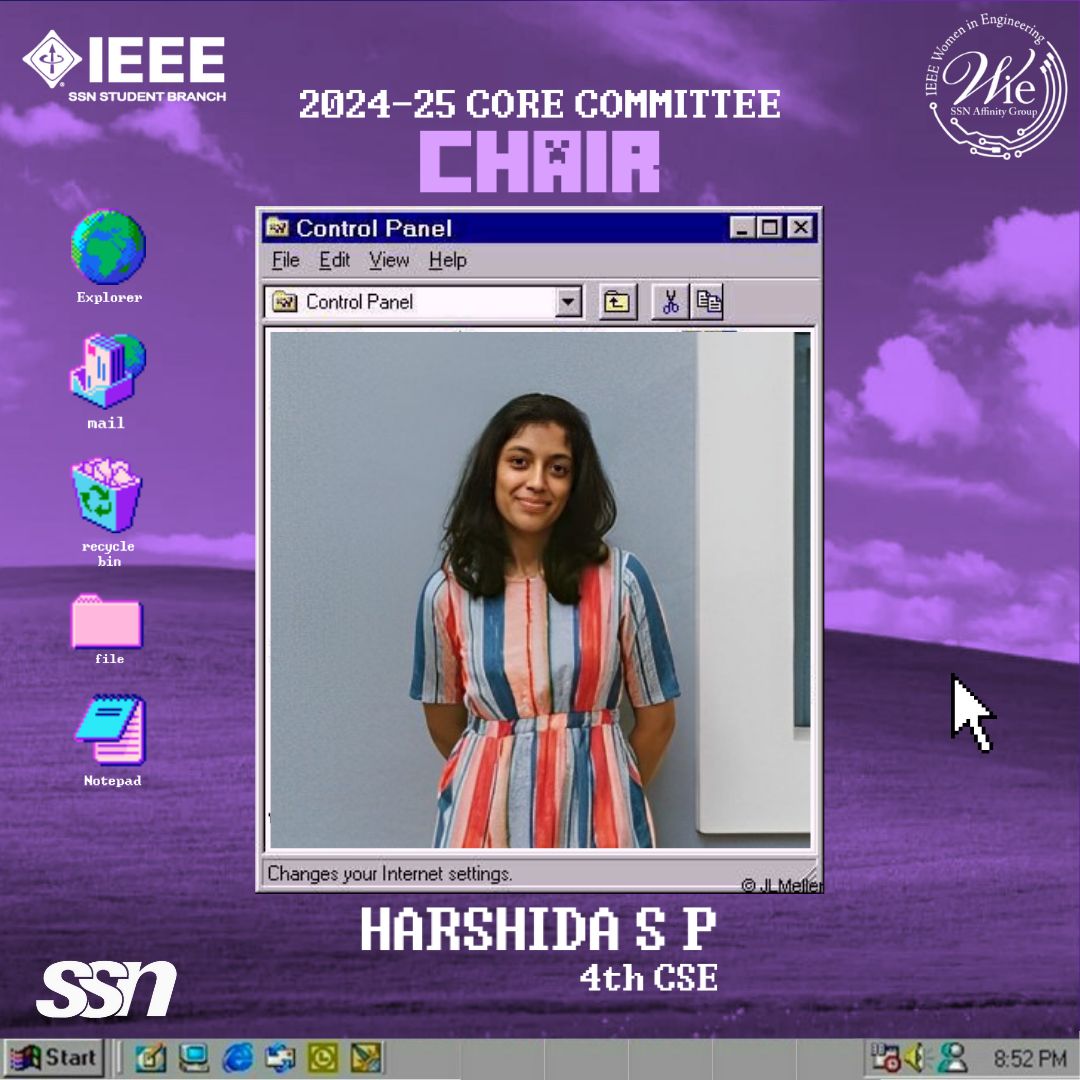 IEEE
SSN STUDENT BRANCH
IEEE Women in Engineering
WiE
SSN Affinity Group
2024-25 CORE COMMITTEE
CHAIR
Control Panel
File Edit View Help
Control Panel
Explorer
mail
recycle
bin
file
Notepad
Changes your Internet settings.
© JLMeller
HARSHIDA S P
4th CSE
ssn
Start
8:52 PM